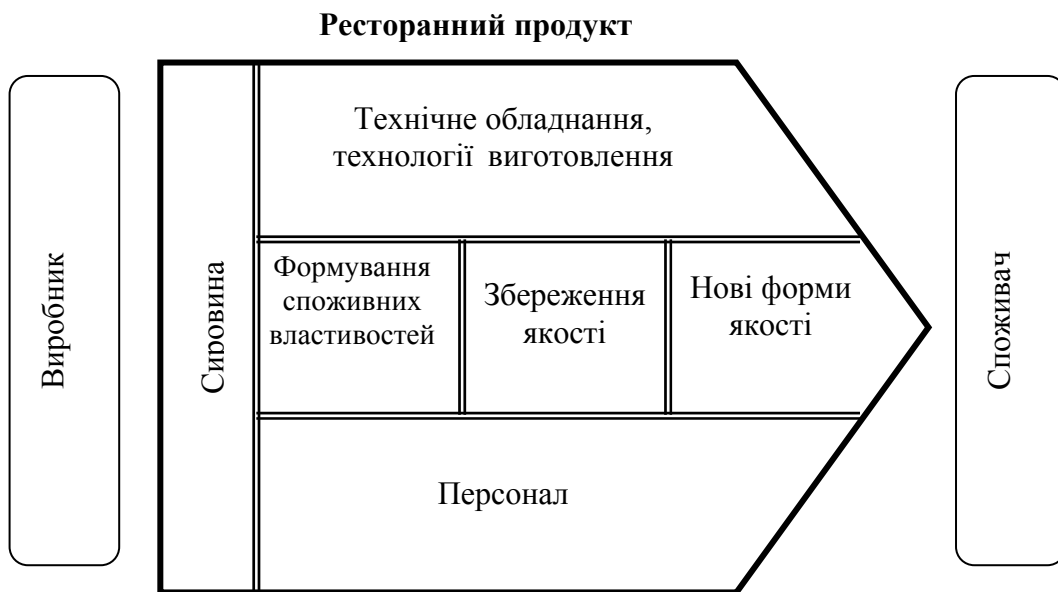 Ресторанний продукт
Виробник
Сировина
Технічне обладнання,
технології виготовлення
Формування
споживних
властивостей
Збереження
якості
Нові форми
якості
Персонал
Споживач